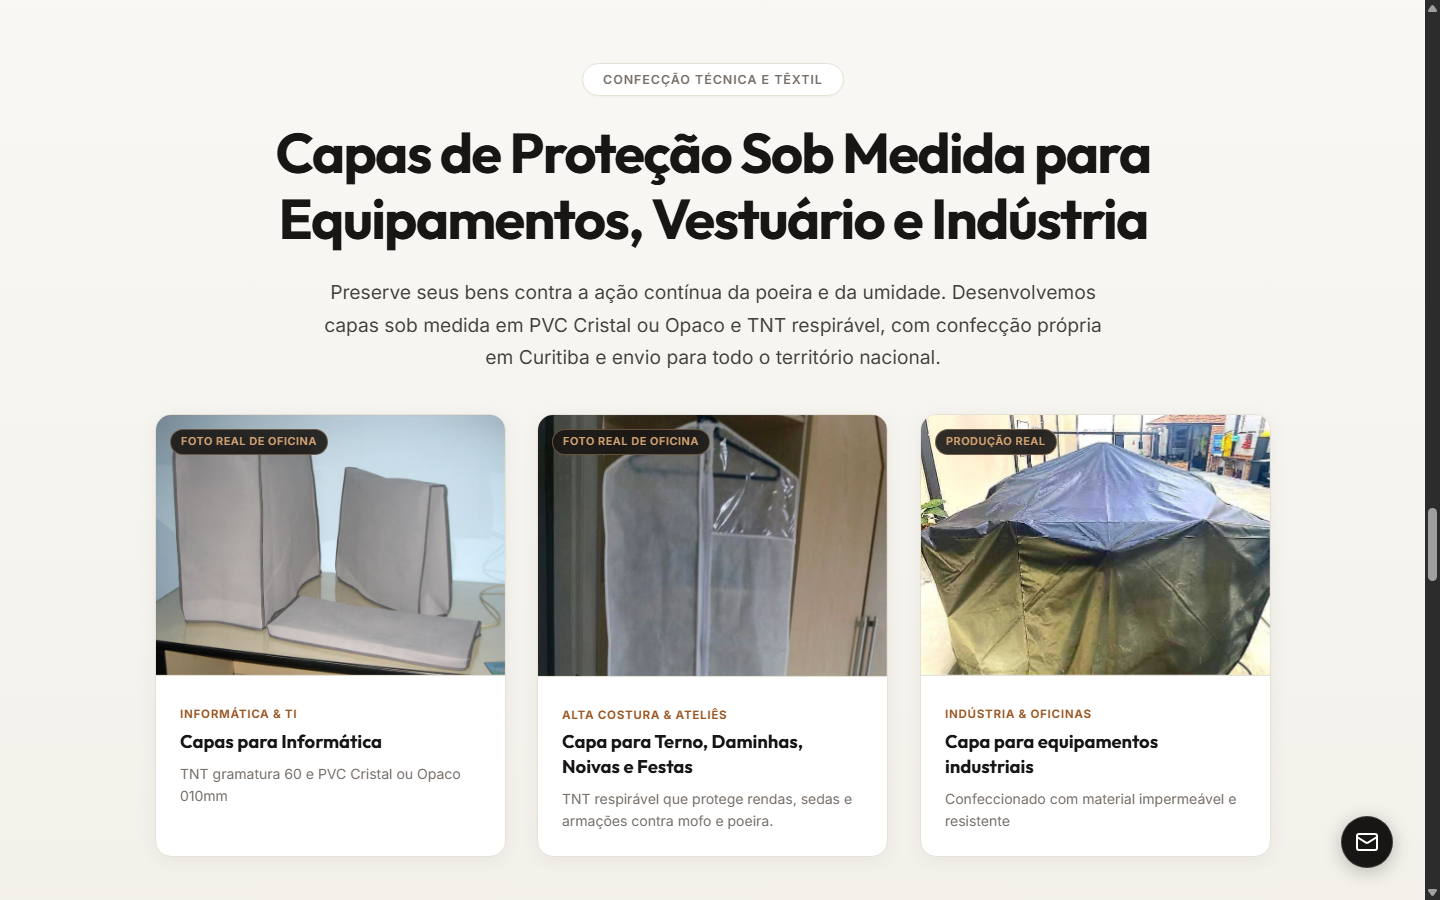 CONFECÇÃO TÉCNICA E TÊXTIL
Capas de Proteção Sob Medida para
Equipamentos, Vestuário e Indústria
Preserve seus bens contra a ação contínua da poeira e da umidade. Desenvolvemos
capas sob medida em PVC Cristal ou Opaco e TNT respirável, com confecção própria
em Curitiba e envio para todo o território nacional.
FOTO REAL DE OFICINA
INFORMÁTICA & TI
Capas para Informática
TNT gramatura 60 e PVC Cristal ou Opaco
010mm
FOTO REAL DE OFICINA
ALTA COSTURA & ATELIÊS
Capa para Terno, Daminhas,
Noivas e Festas
TNT respirável que protege rendas, sedas e
armações contra mofo e poeira.
PRODUÇÃO REAL
INDÚSTRIA & OFICINAS
Capa para equipamentos
industriais
Confeccionado com material impermeável e
resistente